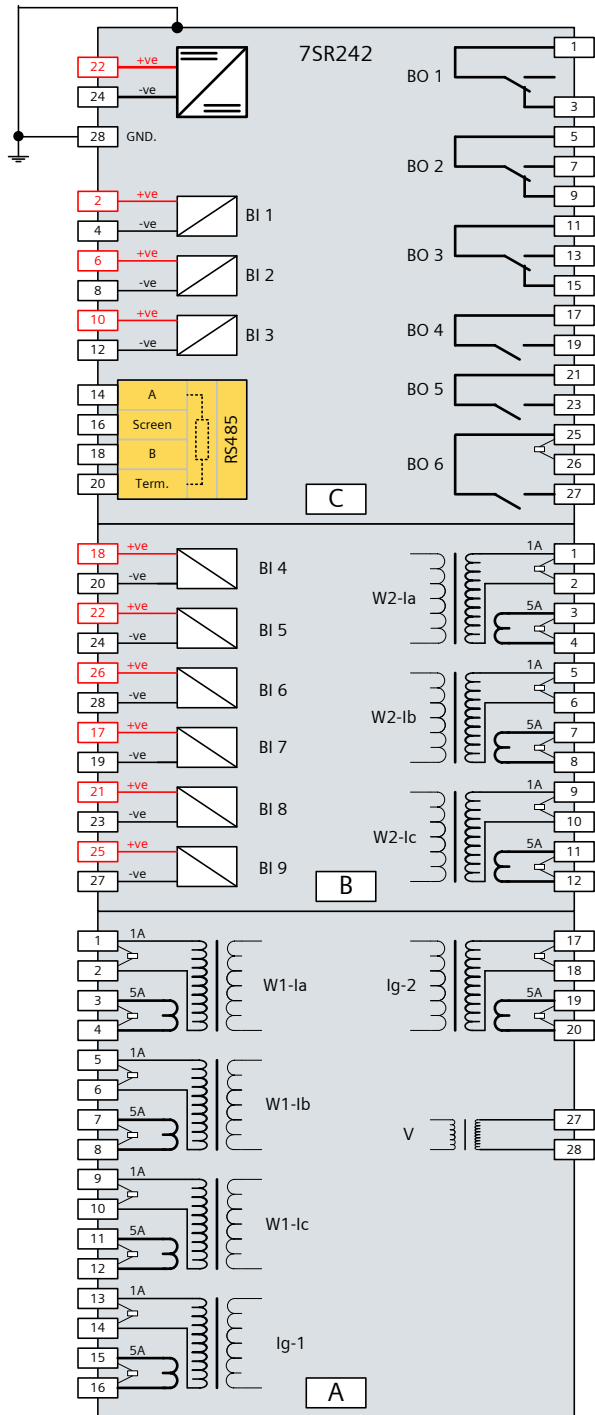 7SR242
22 +ve
24 -ve
28 GND.
2 +ve
4 -ve
BI 1
6 +ve
8 -ve
BI 2
10 +ve
12 -ve
BI 3
14 A
16 Screen
18 B
20 Term.
RS485
BO 1
1
3
BO 2
5
7
9
BO 3
11
13
15
BO 4
17
19
BO 5
21
23
BO 6
25
26
27
C
18 +ve
20 -ve
BI 4
22 +ve
24 -ve
BI 5
26 +ve
28 -ve
BI 6
17 +ve
19 -ve
BI 7
21 +ve
23 -ve
BI 8
25 +ve
27 -ve
BI 9
W2-Ia
1A 1
2
5A 3
4
W2-Ib
1A 5
6
5A 7
8
W2-Ic
1A 9
10
5A 11
12
B
1 1A
2
3 5A
4
W1-Ia
5 1A
6
7 5A
8
W1-Ib
9 1A
10
11 5A
12
W1-Ic
13 1A
14
15 5A
16
Ig-1
Ig-2
1A 17
18
5A 19
20
V
27
28
A